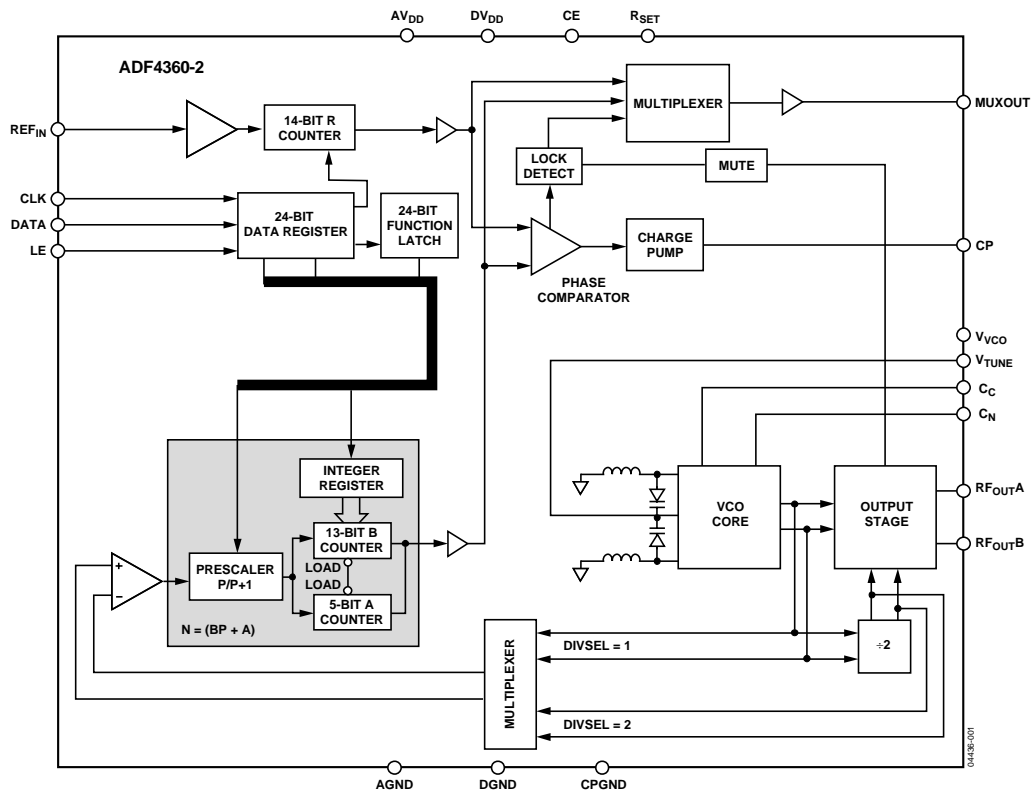 AVDD
DVDD
CE
RSET
ADF4360-2
MULTIPLEXER
MUXOUT
REFIN
14-BIT R
COUNTER
LOCK
DETECT
MUTE
CLK
DATA
LE
24-BIT
DATA REGISTER
24-BIT
FUNCTION
LATCH
CHARGE
PUMP
CP
PHASE
COMPARATOR
VVCO
VTUNE
CC
CN
INTEGER
REGISTER
13-BIT B
COUNTER
LOAD
LOAD
PRESCALER
P/P+1
5-BIT A
COUNTER
+
−
N = (BP + A)
VCO
CORE
OUTPUT
STAGE
RFOUTA
RFOUTB
MULTIPLEXER
DIVSEL = 1
÷2
DIVSEL = 2
04436-001
AGND
DGND
CPGND